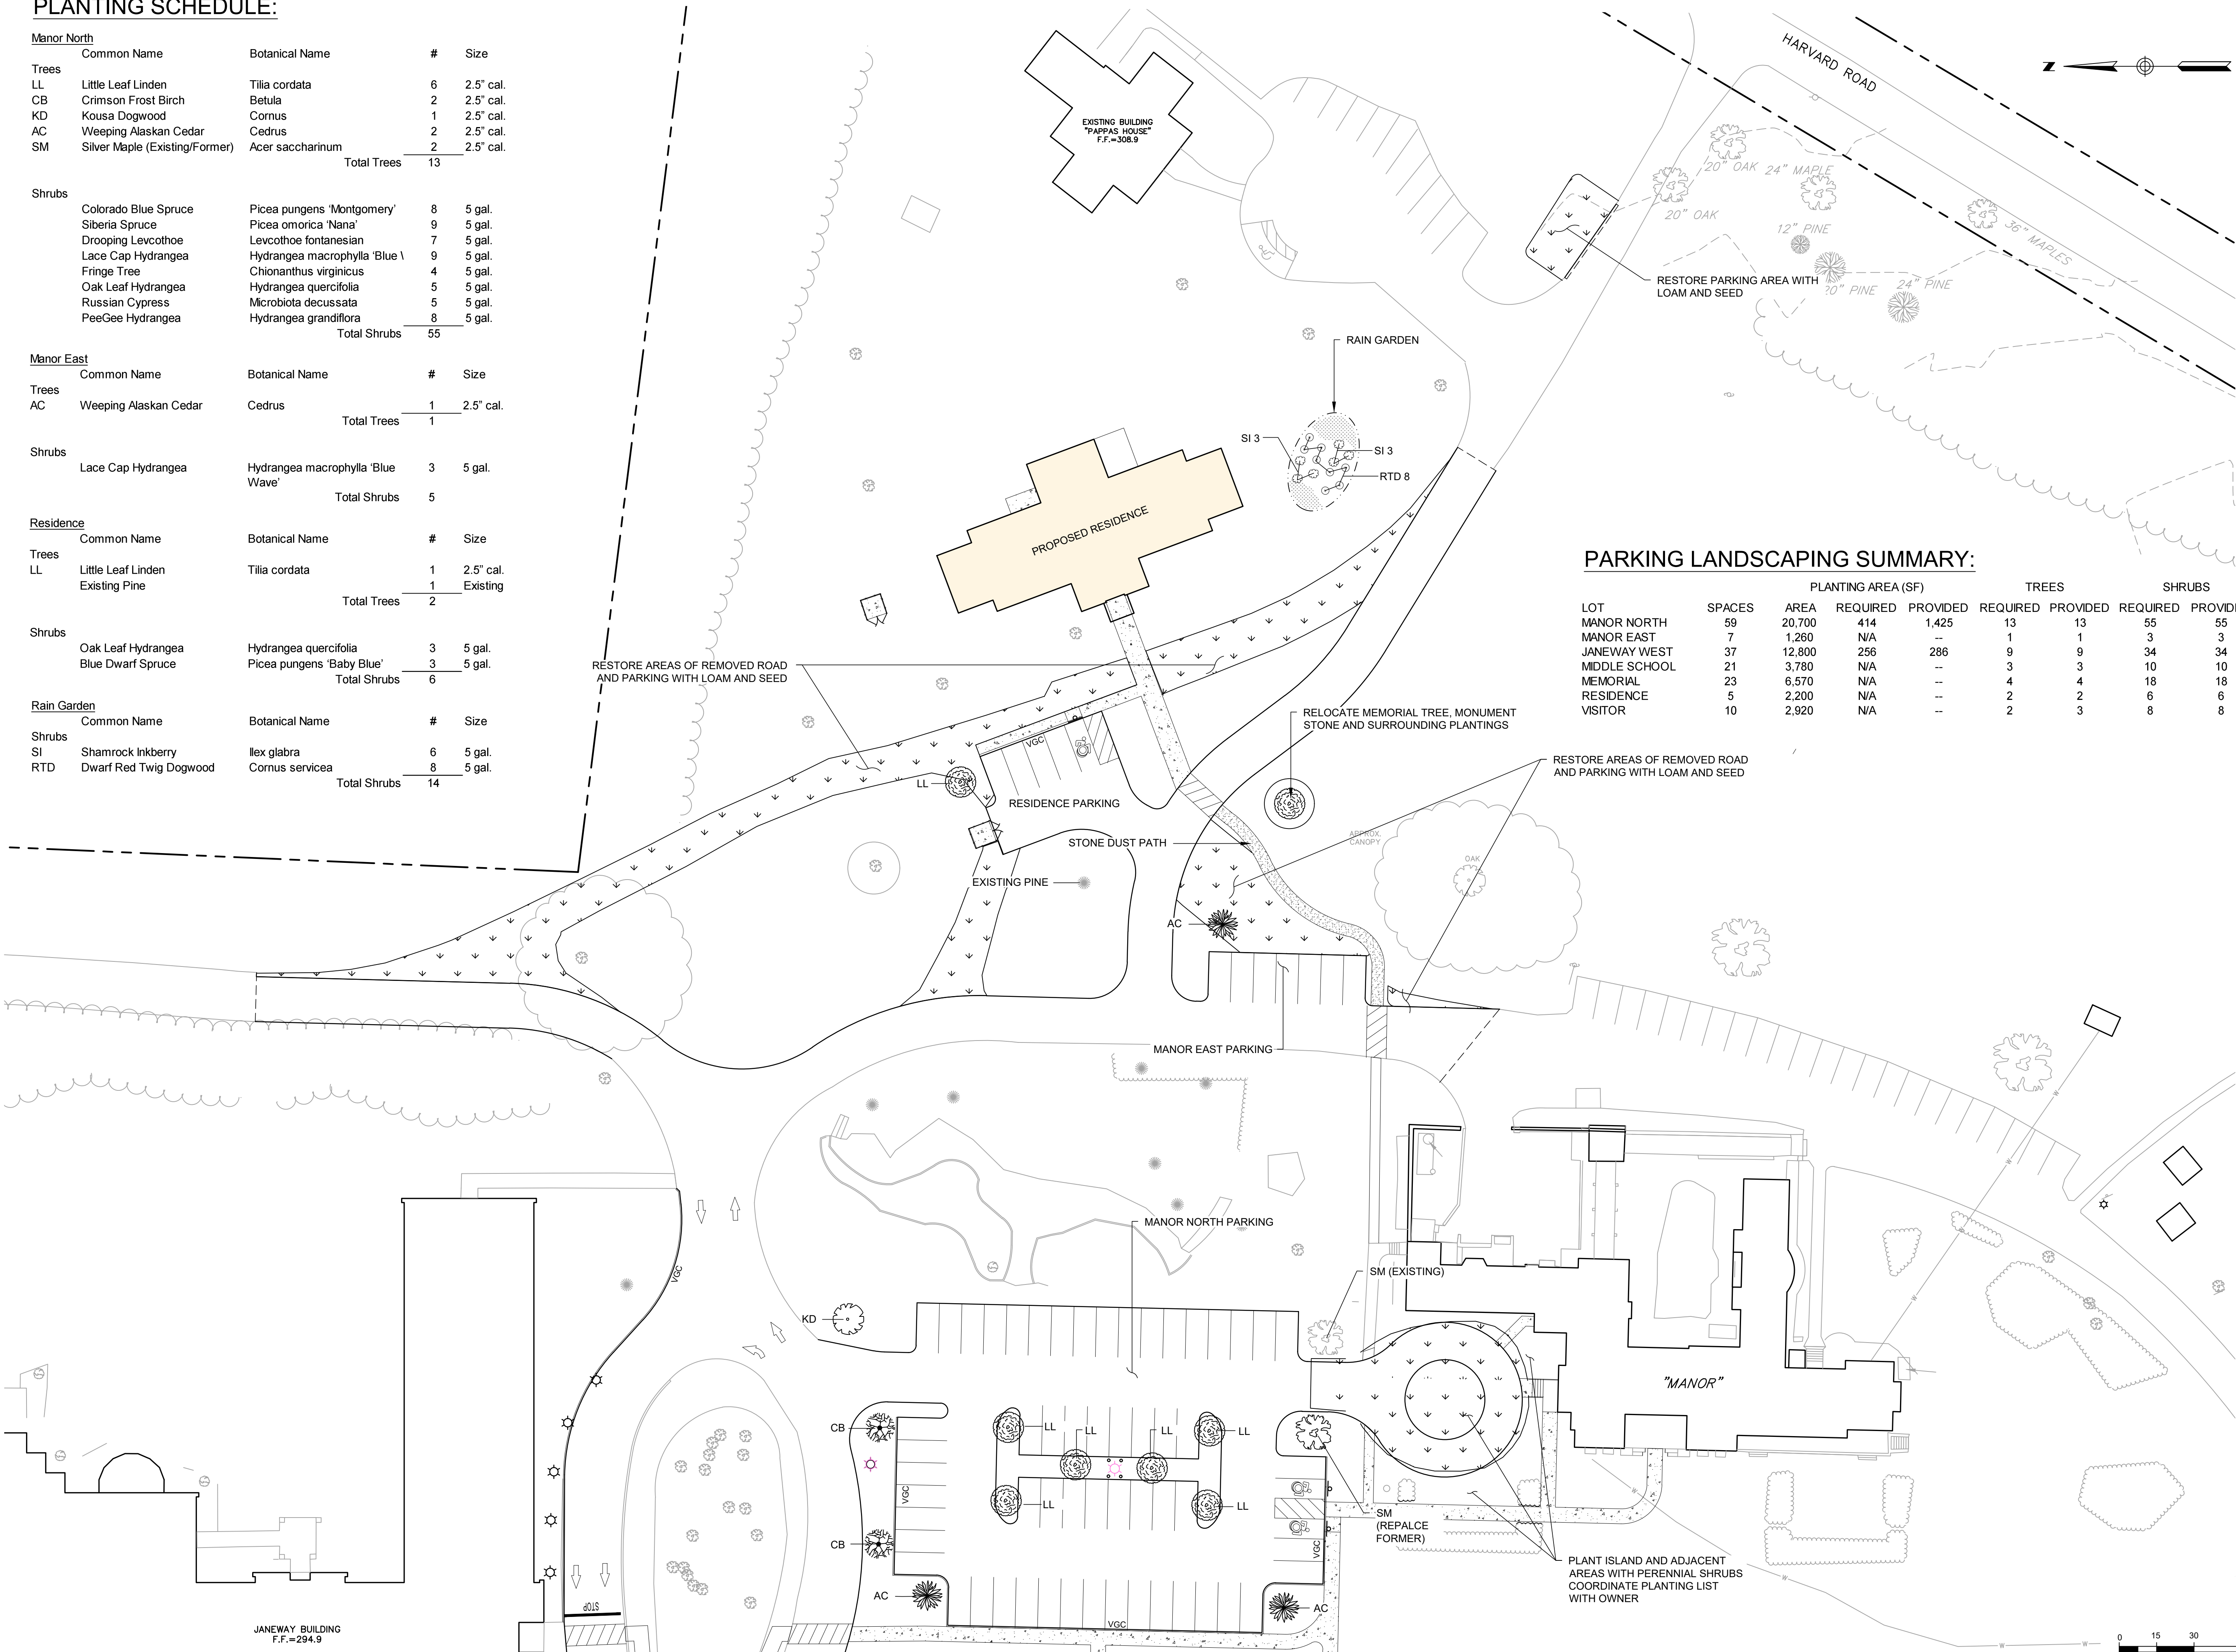 PLANTING SCHEDULE:
Manor North
Common Name Botanical Name # Size
Trees
LL Little Leaf Linden Tilia cordata 6 2.5” cal.
CB Crimson Frost Birch Betula 2 2.5” cal.
KD Kousa Dogwood Cornus 1 2.5” cal.
AC Weeping Alaskan Cedar Cedrus 2 2.5” cal.
SM Silver Maple (Existing/Former) Acer saccharinum 2 2.5” cal.
Total Trees 13
Shrubs
Colorado Blue Spruce Picea pungens ‘Montgomery’ 8 5 gal.
Siberia Spruce Picea omorica ‘Nana’ 9 5 gal.
Drooping Levcothoe Levcothoe fontanesian 7 5 gal.
Lace Cap Hydrangea Hydrangea macrophylla ‘Blue \ 9 5 gal.
Fringe Tree Chionanthus virginicus 4 5 gal.
Oak Leaf Hydrangea Hydrangea quercifolia 5 5 gal.
Russian Cypress Microbiota decussata 5 5 gal.
PeeGee Hydrangea Hydrangea grandiflora 8 5 gal.
Total Shrubs 55
Manor East
Common Name Botanical Name # Size
Trees
AC Weeping Alaskan Cedar Cedrus 1 2.5” cal.
Total Trees 1
Shrubs
Lace Cap Hydrangea Hydrangea macrophylla ‘Blue 3 5 gal.
Wave’
Total Shrubs 5
Residence
Common Name Botanical Name # Size
Trees
LL Little Leaf Linden Tilia cordata 1 2.5” cal.
Existing Pine 1 Existing
Total Trees 2
Shrubs
Oak Leaf Hydrangea Hydrangea quercifolia 3 5 gal.
Blue Dwarf Spruce Picea pungens ‘Baby Blue’ 3 5 gal.
Total Shrubs 6
Rain Garden
Common Name Botanical Name # Size
Shrubs
SI Shamrock Inkberry Ilex glabra 6 5 gal.
RTD Dwarf Red Twig Dogwood Cornus servicea 8 5 gal.
Total Shrubs 14
EXISTING BUILDING
"PAPPAS HOUSE"
F.F.=308.9
HARVARD ROAD
Z
20" OAK
24" MAPLE
20" OAK
12" PINE
36" MAPLES
20" PINE
24" PINE
RESTORE PARKING AREA WITH
LOAM AND SEED
RAIN GARDEN
SI 3
SI 3
RTD 8
PROPOSED RESIDENCE
PARKING LANDSCAPING SUMMARY:
PLANTING AREA (SF) TREES SHRUBS
LOT SPACES AREA REQUIRED PROVIDED REQUIRED PROVIDED REQUIRED PROVID
MANOR NORTH 59 20,700 414 1,425 13 13 55 55
MANOR EAST 7 1,260 N/A -- 1 1 3 3
JANEWAY WEST 37 12,800 256 286 9 9 34 34
MIDDLE SCHOOL 21 3,780 N/A -- 3 3 10 10
MEMORIAL 23 6,570 N/A -- 4 4 18 18
RESIDENCE 5 2,200 N/A -- 2 2 6 6
VISITOR 10 2,920 N/A -- 2 3 8 8
RESTORE AREAS OF REMOVED ROAD
AND PARKING WITH LOAM AND SEED
RELOCATE MEMORIAL TREE, MONUMENT
STONE AND SURROUNDING PLANTINGS
RESTORE AREAS OF REMOVED ROAD
AND PARKING WITH LOAM AND SEED
VGC
LL
RESIDENCE PARKING
STONE DUST PATH
APPROX.
CANOPY
OAK
EXISTING PINE
AC
MANOR EAST PARKING
MANOR NORTH PARKING
VGC
SM (EXISTING)
KD
"MANOR"
CB
LL
LL
LL
LL
VGC
LL
LL
CB
SM
(REPALCE
FORMER)
VGC
PLANT ISLAND AND ADJACENT
AREAS WITH PERENNIAL SHRUBS
COORDINATE PLANTING LIST
WITH OWNER
AC
AC
VGC
STOP
JANEWAY BUILDING
F.F.=294.9
W
W
W
W
W
W
W
W
0 15 30